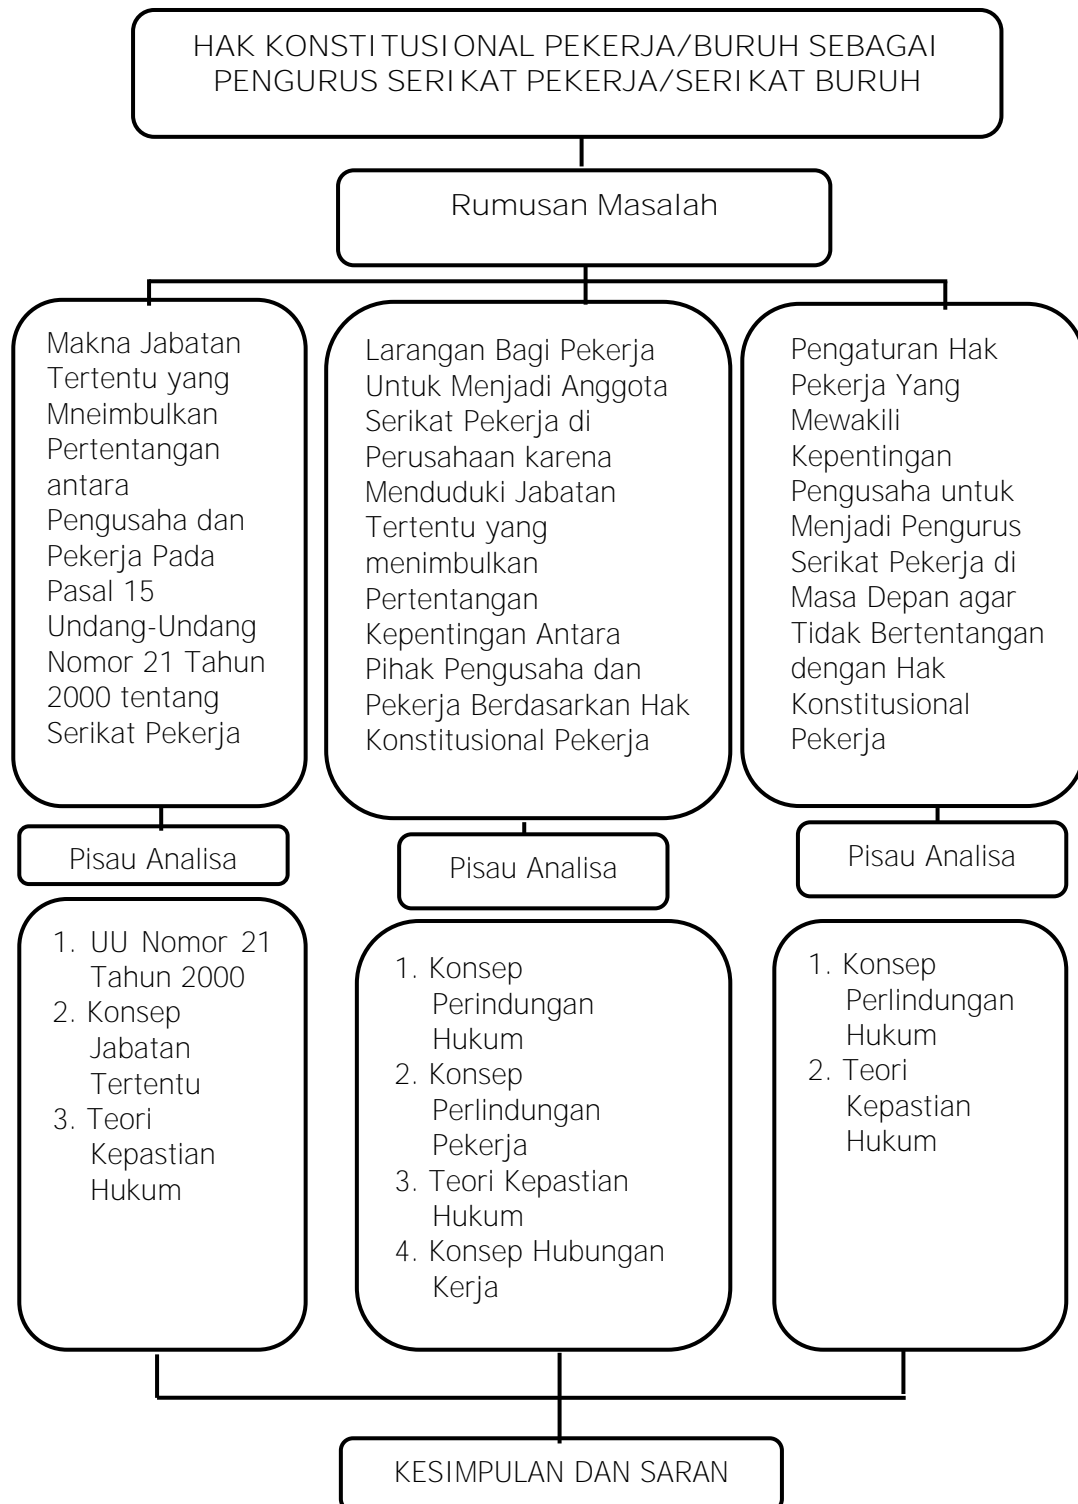 HAK KONSTITUSIONAL PEKERJA/BURUH SEBAGAI
PENGURUS SERIKAT PEKERJA/SERIKAT BURUH
Rumusan Masalah
Makna Jabatan
Tertentu yang
Mneimbulkan
Pertentangan
antara
Pengusaha dan
Pekerja Pada
Pasal 15
Undang-Undang
Nomor 21 Tahun
2000 tentang
Serikat Pekerja
Larangan Bagi Pekerja
Untuk Menjadi Anggota
Serikat Pekerja di
Perusahaan karena
Menduduki Jabatan
Tertentu yang
menimbulkan
Pertentangan
Kepentingan Antara
Pihak Pengusaha dan
Pekerja Berdasarkan Hak
Konstitusional Pekerja
Pengaturan Hak
Pekerja Yang
Mewakili
Kepentingan
Pengusaha untuk
Menjadi Pengurus
Serikat Pekerja di
Masa Depan agar
Tidak Bertentangan
dengan Hak
Konstitusional
Pekerja
Pisau Analisa
Pisau Analisa
Pisau Analisa
1. UU Nomor 21
Tahun 2000
2. Konsep
Jabatan
Tertentu
3. Teori
Kepastian
Hukum
1. Konsep
Perindungan
Hukum
2. Konsep
Perlindungan
Pekerja
3. Teori Kepastian
Hukum
4. Konsep Hubungan
Kerja
1. Konsep
Perlindungan
Hukum
2. Teori
Kepastian
Hukum
KESIMPULAN DAN SARAN